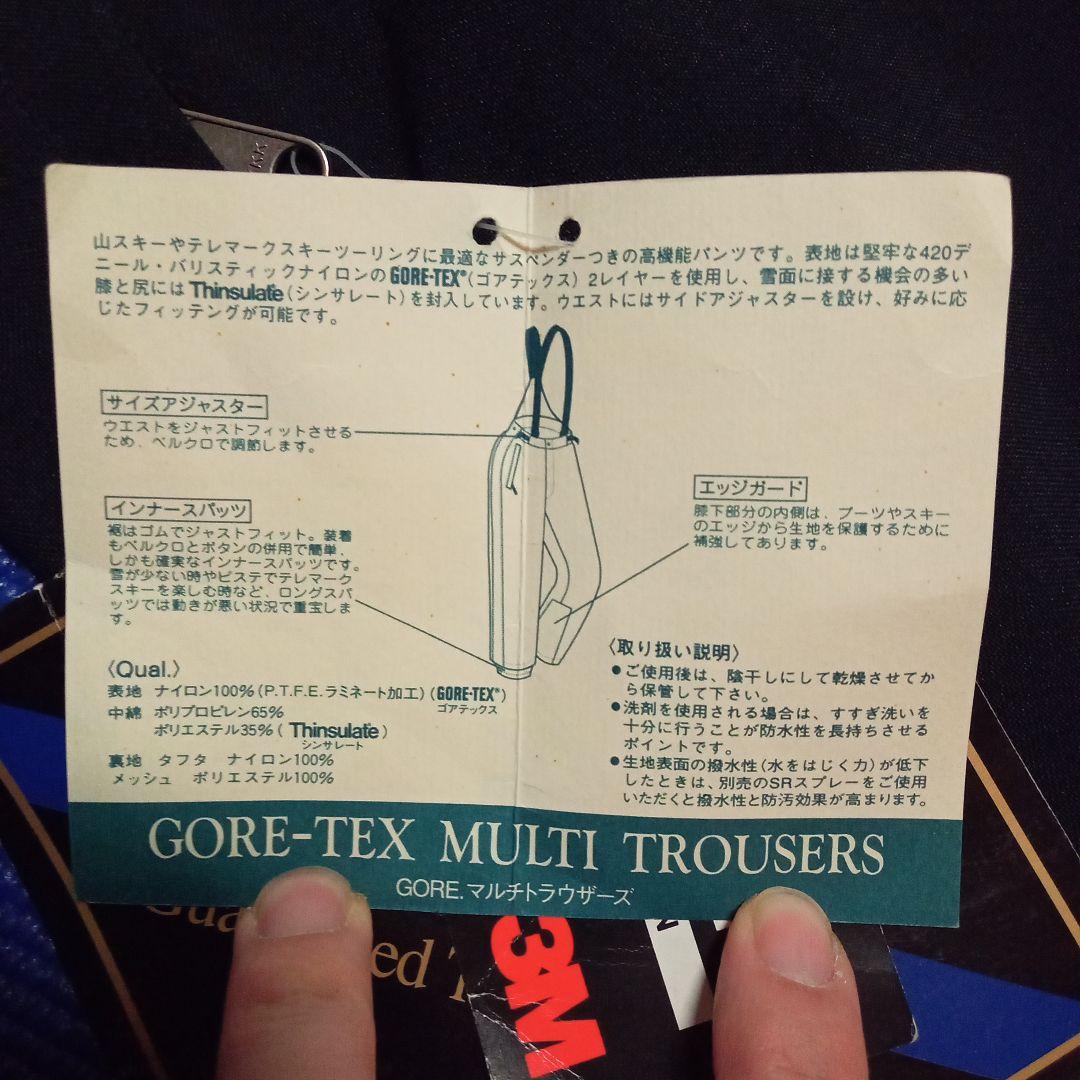 KK
山スキーやテレマークスキーツーリングに最適なサスペンダーつきの高機能パンツです。表地は堅牢な420デ
ニール・バリスティックナイロンのGORE-TEX®(ゴアテックス) 2レイヤーを使用し、雪面に接する機会の多い
膝と尻にはThinsulate(シンサレート)を封入しています。ウエストにはサイドアジャスターを設け、好みに応
じたフィッテングが可能です。
サイズアジャスター
ウエストをジャストフィットさせる
ため、ベルクロで調節します。
インナースパッツ
裾はゴムでジャストフィット。装着
もベルクロとボタンの併用で簡単、
しかも確実なインナースパッツです。
雪が少ない時やピステでテレマーク
スキーを楽しむ時など、ロングスパ
ッツでは動きが悪い状況で重宝しま
す。
エッジガード
膝下部分の内側は、ブーツやスキー
のエッジから生地を保護するために
補強してあります。
〈Qual.〉
表地 ナイロン100%(P.T.F.E.ラミネート加工)(GORE-TEX®)
ゴアテックス
中綿 ポリプロピレン65%
ポリエステル35%(Thinsulate)
シンサレート
裏地 タフタ ナイロン100%
メッシュ ポリエステル100%
〈取り扱い説明〉
●ご使用後は、陰干しにして乾燥させてか
ら保管して下さい。
●洗剤を使用される場合は、すすぎ洗いを
十分に行うことが防水性を長持ちさせる
ポイントです。
●生地表面の撥水性(水をはじく力)が低下
したときは、別売のSRスプレーをご使用
いただくと撥水性と防汚効果が高まります。
GORE-TEX MULTI TROUSERS
GORE.マルチトラウザーズ
3M